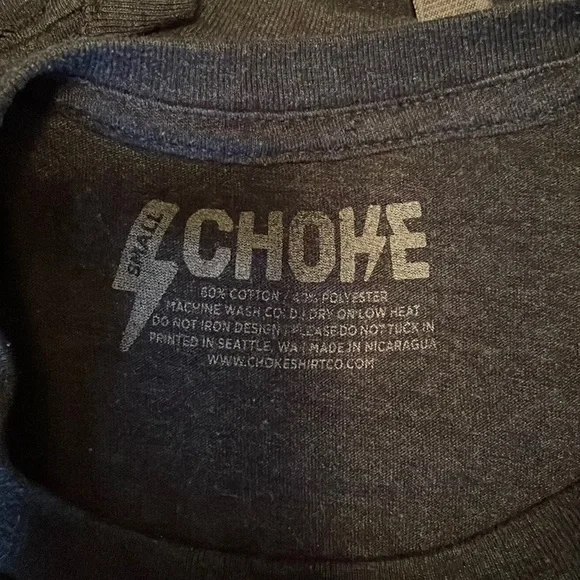 SMALL
CHOKE
60% COTTON / 40% POLYESTER
MACHINE WASH COLD | DRY ON LOW HEAT
DO NOT IRON DESIGN | PLEASE DO NOT TUCK IN
PRINTED IN SEATTLE, WA | MADE IN NICARAGUA
WWW.CHOKESHIRTCO.COM